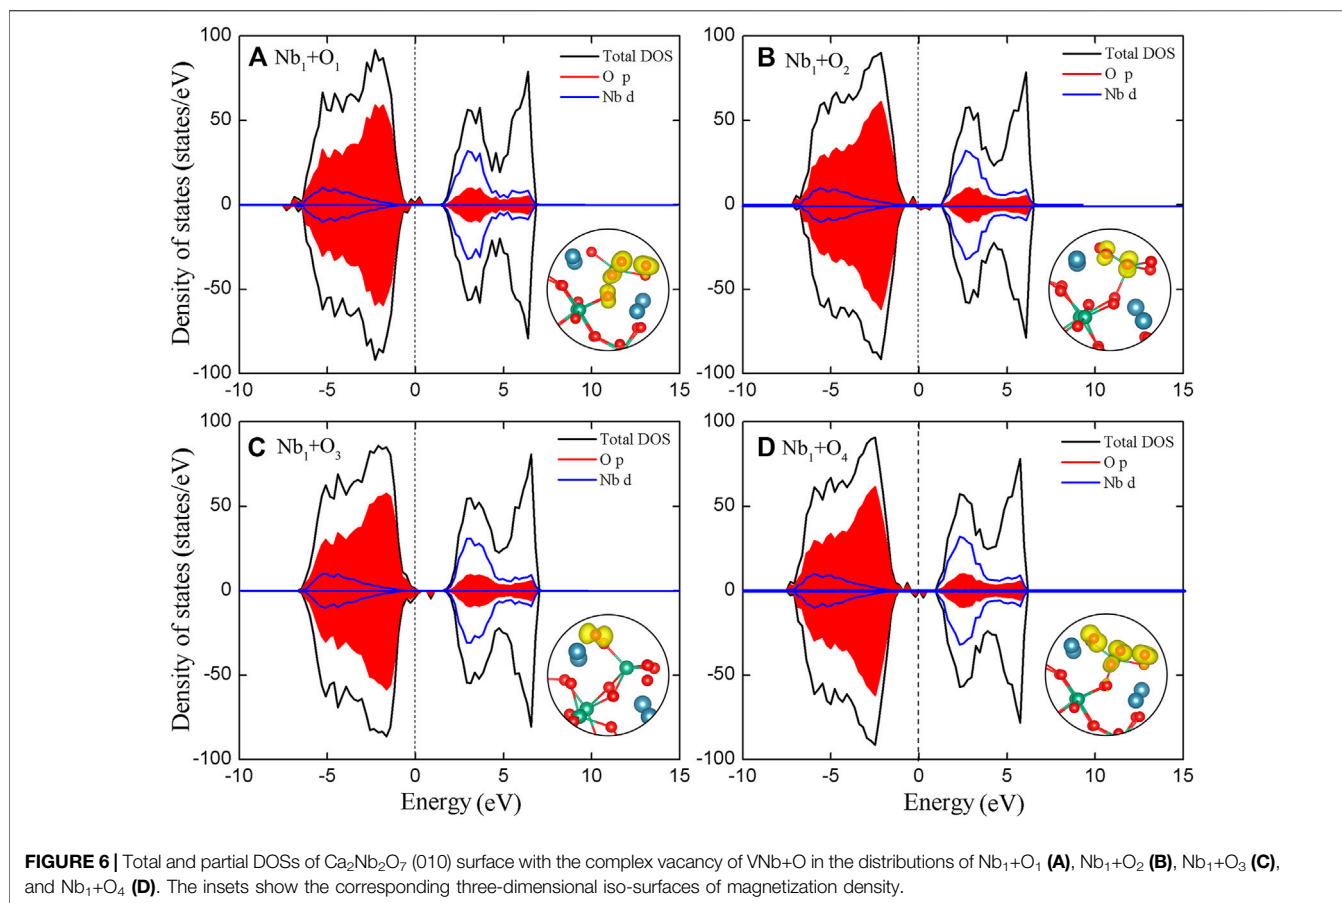 A Nb₁+O₁
Total DOS
O p
Nb d
100
50
0
-50
-100
-10 -5 0 5 10 15
Density of states (states/eV)
B Nb₁+O₂
Total DOS
O p
Nb d
100
50
0
-50
-100
-10 -5 0 5 10 15
C Nb₁+O₃
Total DOS
O p
Nb d
100
50
0
-50
-100
-10 -5 0 5 10 15
Density of states (states/eV)
Energy (eV)
D Nb₁+O₄
Total DOS
O p
Nb d
100
50
0
-50
-100
-10 -5 0 5 10 15
Energy (eV)
FIGURE 6 | Total and partial DOSs of Ca₂Nb₂O₇ (010) surface with the complex vacancy of VNb+O in the distributions of Nb₁+O₁ (A), Nb₁+O₂ (B), Nb₁+O₃ (C),
and Nb₁+O₄ (D). The insets show the corresponding three-dimensional iso-surfaces of magnetization density.